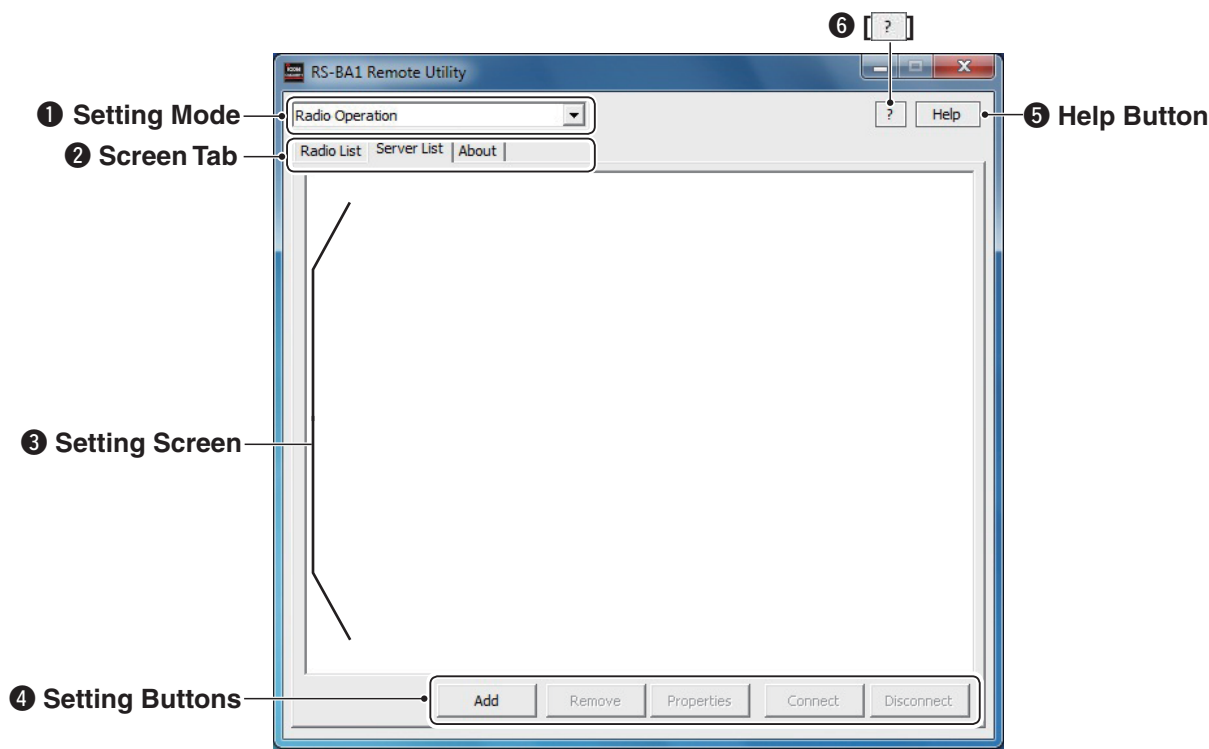 ❻ [ ? ]
RS-BA1 Remote Utility
❶ Setting Mode
Radio Operation
? Help
❺ Help Button
❷ Screen Tab
Radio List Server List About
❸ Setting Screen
❹ Setting Buttons
Add Remove Properties Connect Disconnect